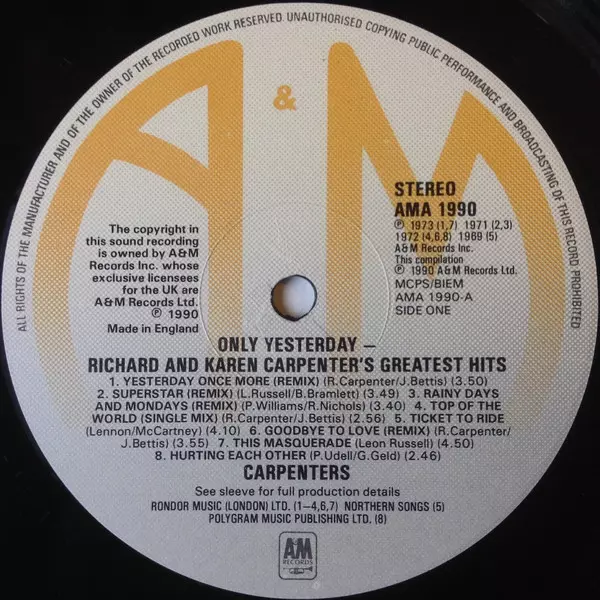 ALL RIGHTS OF THE MANUFACTURER AND OF THE OWNER OF THE RECORDED WORK RESERVED. UNAUTHORISED COPYING PUBLIC PERFORMANCE AND BROADCASTING OF THIS RECORD PROHIBITED
A & M
STEREO
AMA 1990
℗ 1973 (1,7) 1971 (2,3)
1972 (4,6,8) 1969 (5)
A&M Records Inc.
This compilation
℗ 1990 A&M Records Ltd.
MCPS/BIEM
AMA 1990-A
SIDE ONE
The copyright in
this sound recording
is owned by A&M
Records Inc. whose
exclusive licensees
for the UK are
A&M Records Ltd.
℗ 1990
Made in England
ONLY YESTERDAY –
RICHARD AND KAREN CARPENTER'S GREATEST HITS
1. YESTERDAY ONCE MORE (REMIX) (R.Carpenter/J.Bettis) (3.50)
2. SUPERSTAR (REMIX) (L.Russell/B.Bramlett) (3.49) 3. RAINY DAYS
AND MONDAYS (REMIX) (P.Williams/R.Nichols) (3.40) 4. TOP OF THE
WORLD (SINGLE MIX) (R.Carpenter/J.Bettis) (2.56) 5. TICKET TO RIDE
(Lennon/McCartney) (4.10) 6. GOODBYE TO LOVE (REMIX) (R.Carpenter/
J.Bettis) (3.55) 7. THIS MASQUERADE (Leon Russell) (4.50)
8. HURTING EACH OTHER (P.Udell/G.Geld) (2.46)
CARPENTERS
See sleeve for full production details
RONDOR MUSIC (LONDON) LTD. (1–4,6,7) NORTHERN SONGS (5)
POLYGRAM MUSIC PUBLISHING LTD. (8)
A&M
RECORDS